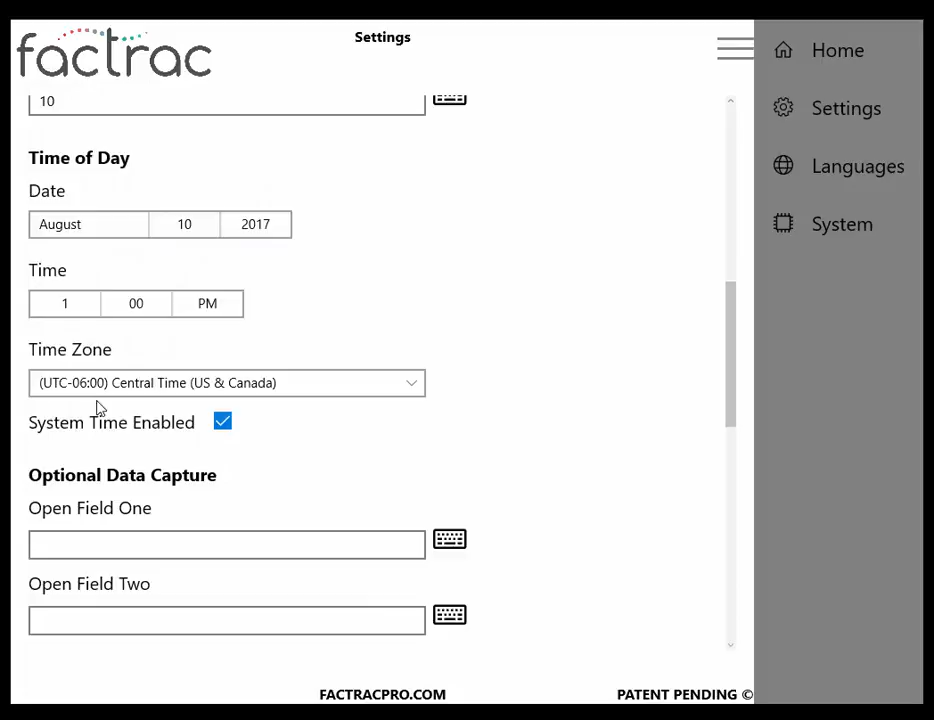 factrac
Settings
10
Time of Day
Date
August 10 2017
Time
1 00 PM
Time Zone
(UTC-06:00) Central Time (US & Canada)
System Time Enabled
Optional Data Capture
Open Field One
Open Field Two
FACTRACPRO.COM
PATENT PENDING ©
Home
Settings
Languages
System